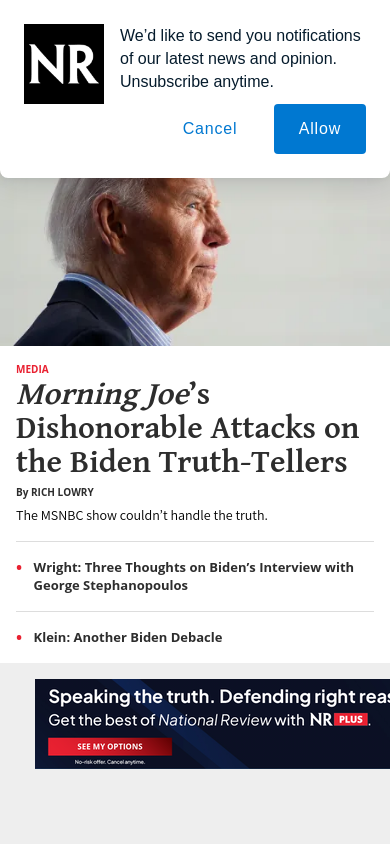 NR
We’d like to send you notifications
of our latest news and opinion.
Unsubscribe anytime.
Cancel
Allow
MEDIA
Morning Joe’s
Dishonorable Attacks on
the Biden Truth-Tellers
By RICH LOWRY
The MSNBC show couldn’t handle the truth.
• Wright: Three Thoughts on Biden’s Interview with
George Stephanopoulos
• Klein: Another Biden Debacle
Speaking the truth. Defending right
Get the best of National Review with NR PLUS.
SEE MY OPTIONS
No-risk offer. Cancel anytime.